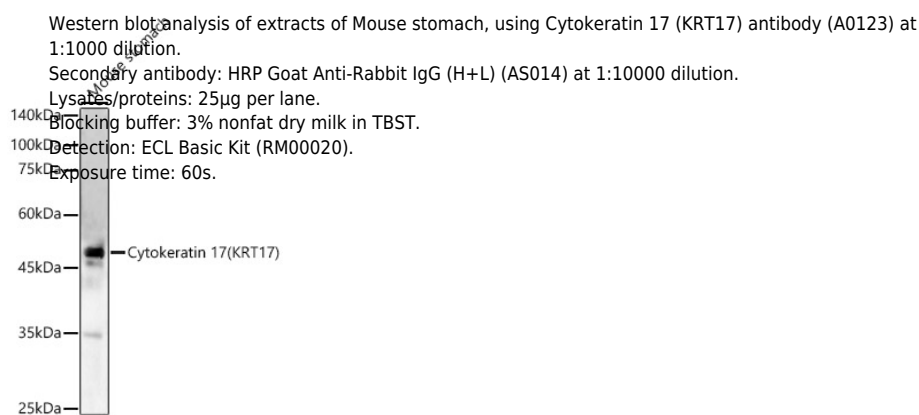 Western blot analysis of extracts of Mouse stomach, using Cytokeratin 17 (KRT17) antibody (A0123) at
1:1000 dilution.
Secondary antibody: HRP Goat Anti-Rabbit IgG (H+L) (AS014) at 1:10000 dilution.
Lysates/proteins: 25μg per lane.
Blocking buffer: 3% nonfat dry milk in TBST.
Detection: ECL Basic Kit (RM00020).
Exposure time: 60s.
Mouse stomach
140kDa
100kDa
75kDa
60kDa
Cytokeratin 17(KRT17)
45kDa
35kDa
25kDa